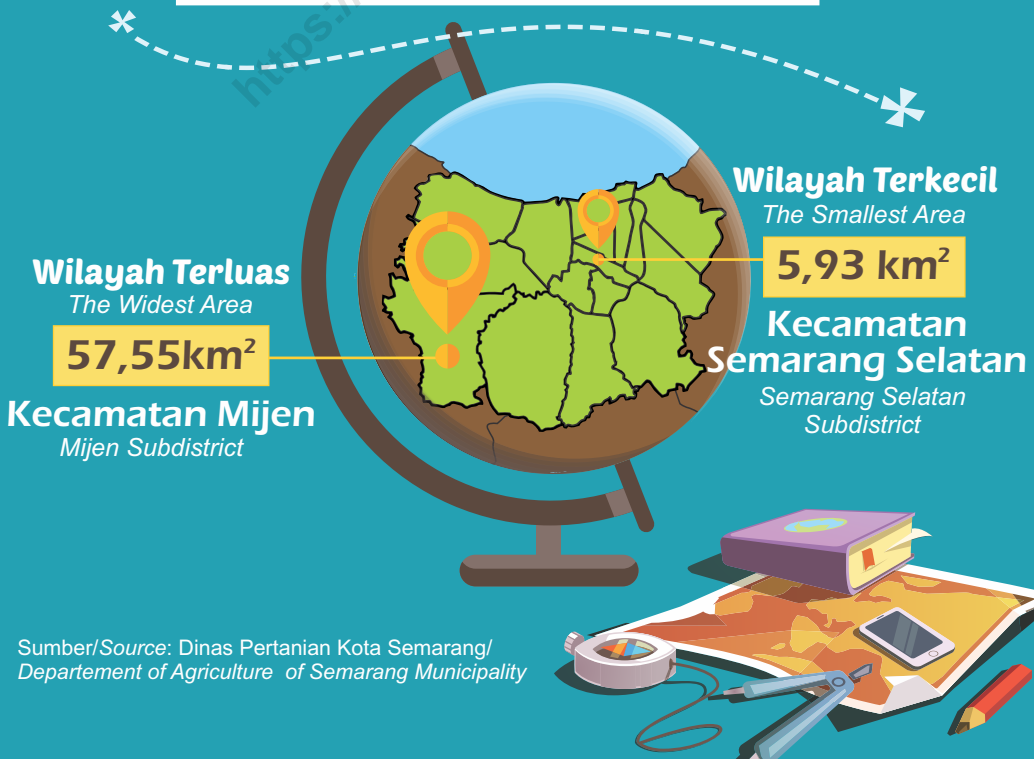 https:/
Wilayah Terkecil
The Smallest Area
5,93 km²
Kecamatan
Semarang Selatan
Semarang Selatan
Subdistrict
Wilayah Terluas
The Widest Area
57,55km²
Kecamatan Mijen
Mijen Subdistrict
Sumber/Source: Dinas Pertanian Kota Semarang/
Departement of Agriculture of Semarang Municipality